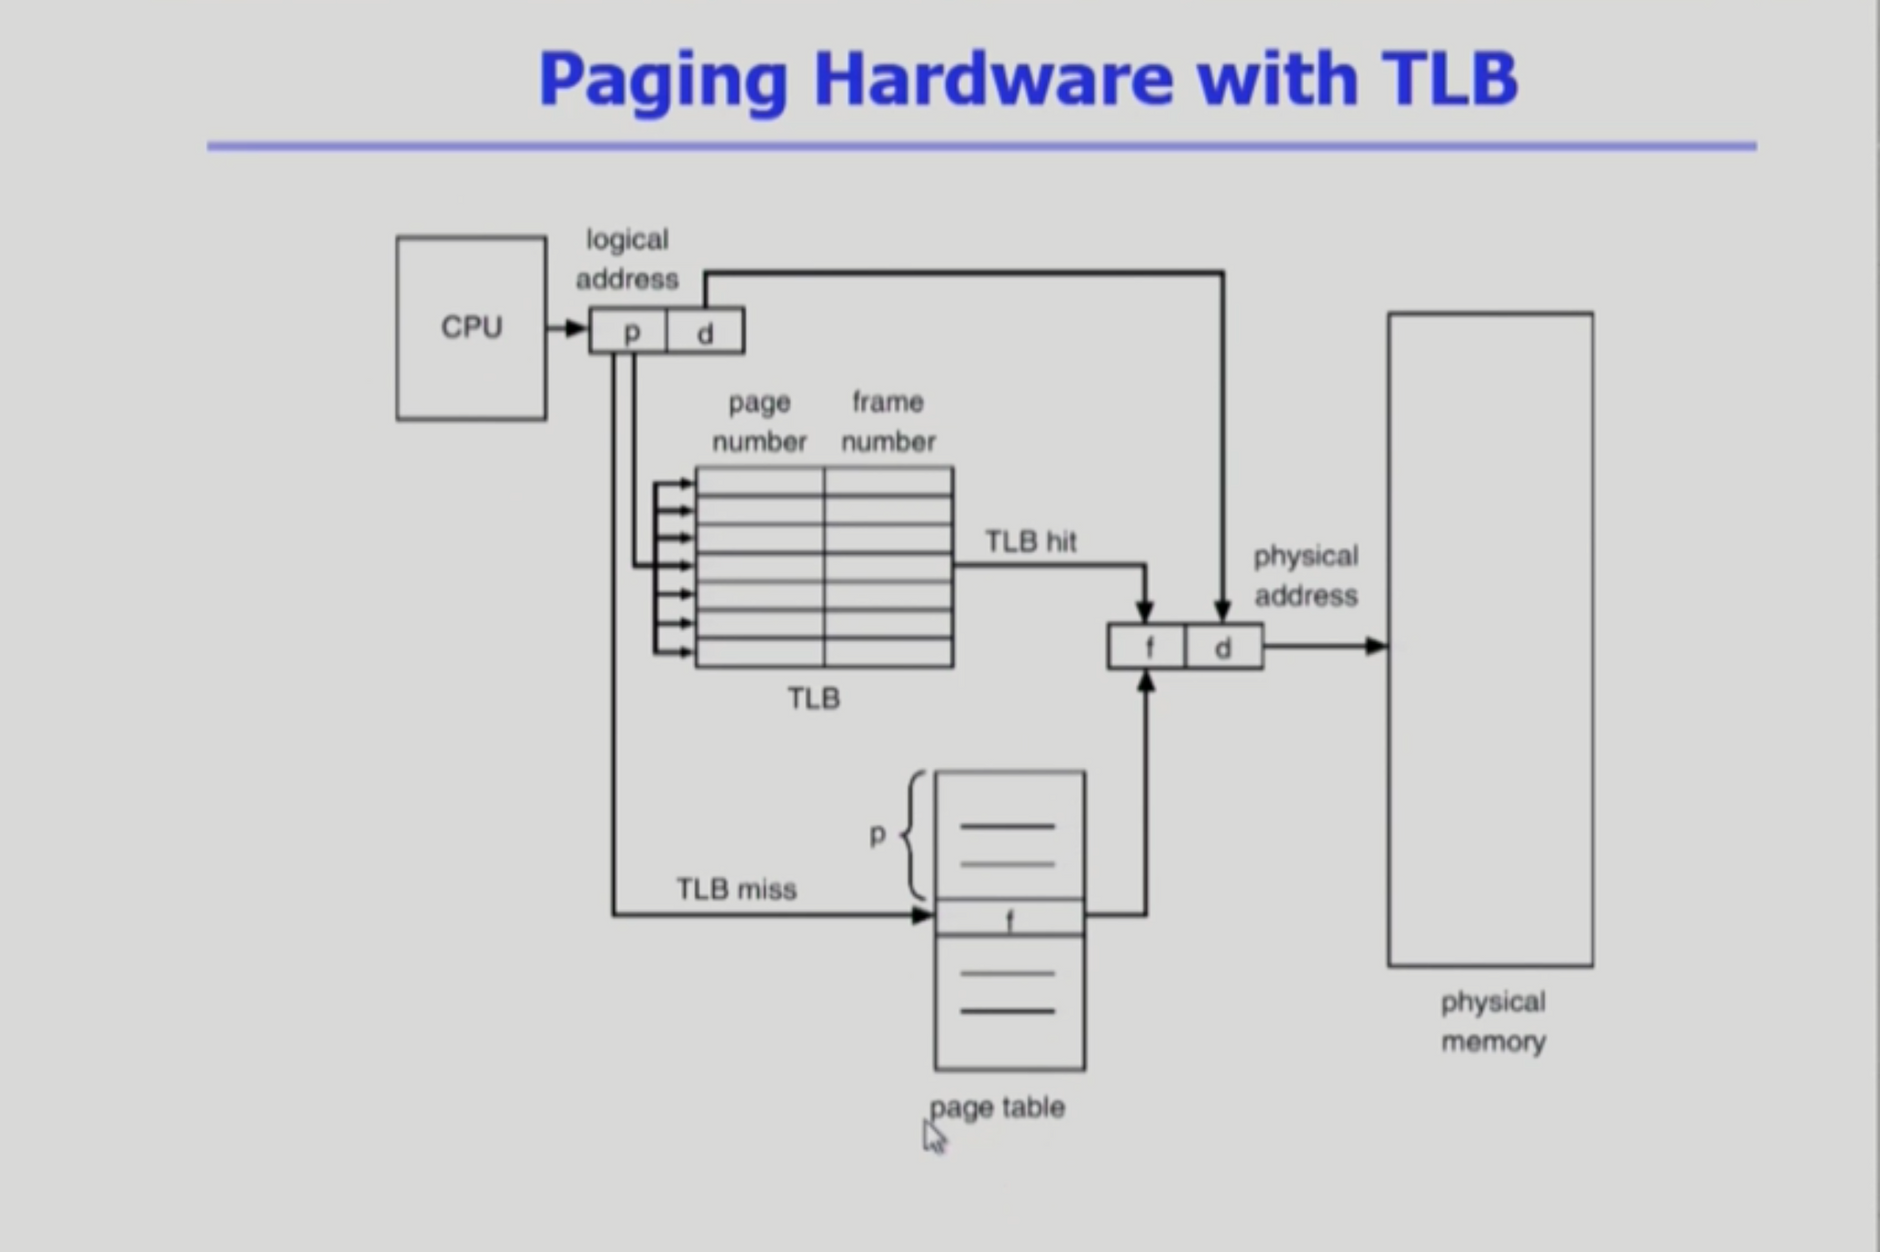 Paging Hardware with TLB
logical
address
CPU
p
d
page
number
frame
number
TLB hit
physical
address
f
d
TLB
p
TLB miss
f
physical
memory
page table